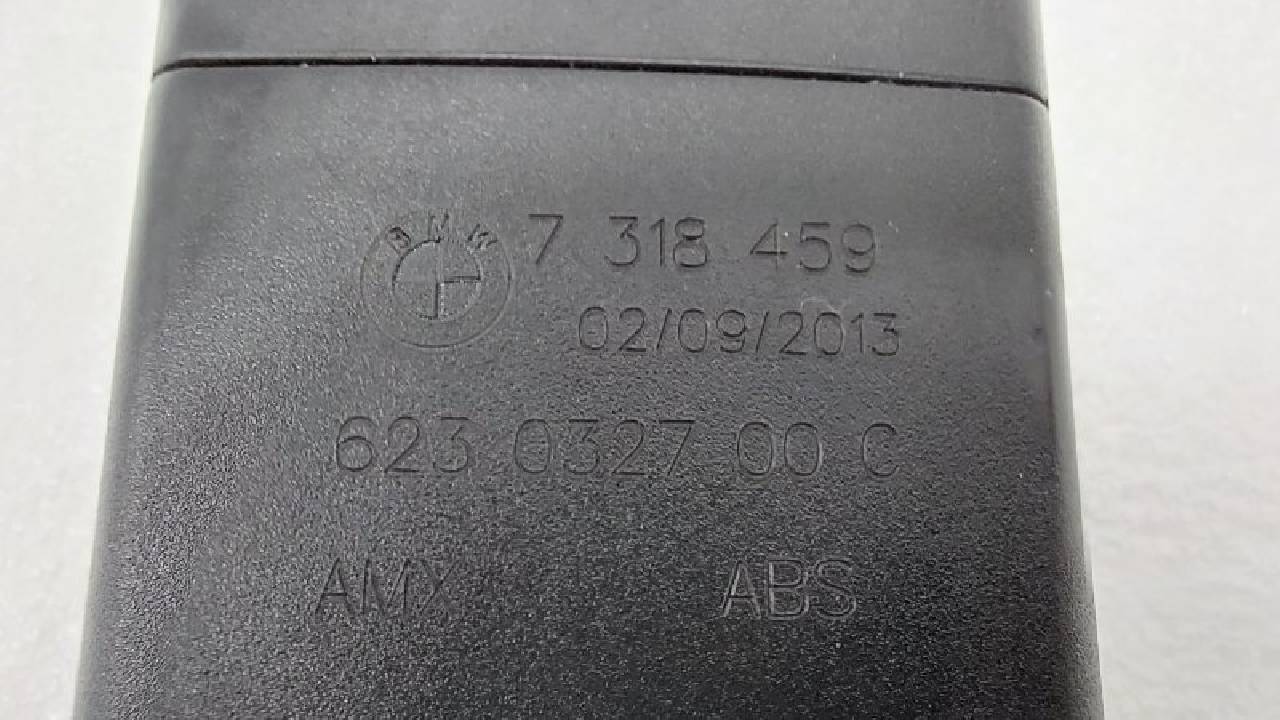 BMW 7 318 459
02/09/2013
623 0327 00 C
AMX ABS